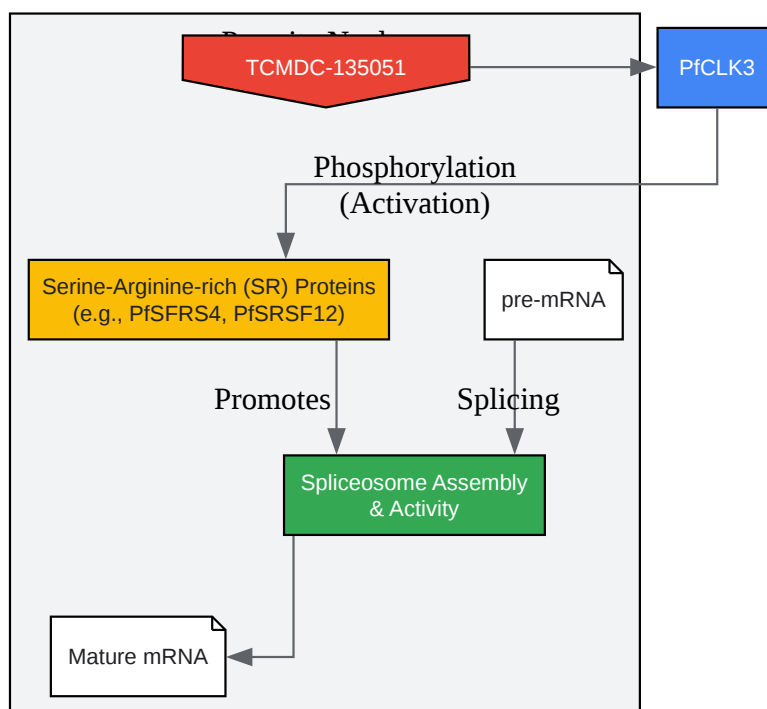 TCMDC-135051
PfCLK3
Phosphorylation
(Activation)
Serine-Arginine-rich (SR) Proteins
(e.g., PfSFRS4, PfSRSF12)
pre-mRNA
Promotes
Splicing
Spliceosome Assembly
& Activity
Mature mRNA